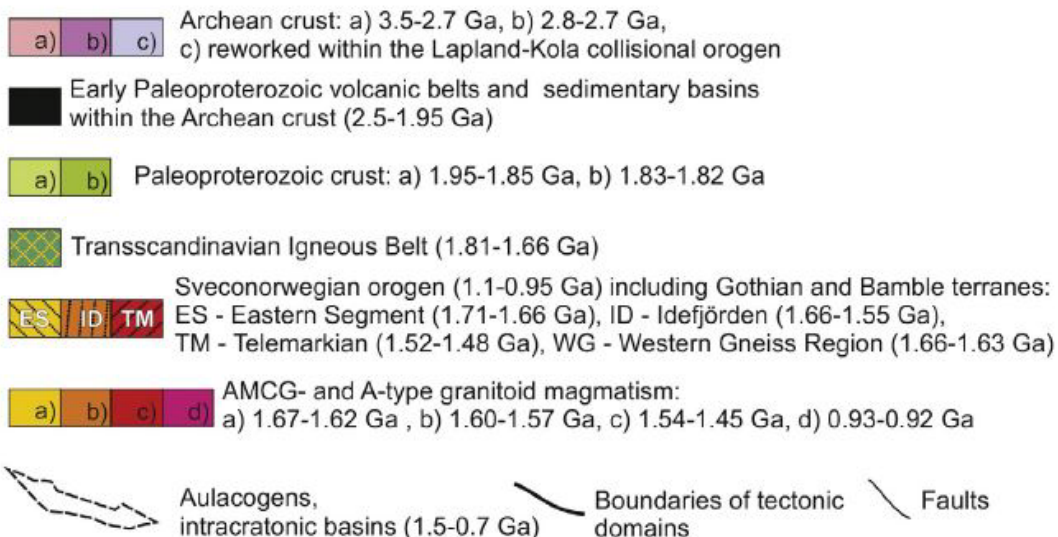 a) b) c) Archean crust: a) 3.5-2.7 Ga, b) 2.8-2.7 Ga,
c) reworked within the Lapland-Kola collisional orogen
Early Paleoproterozoic volcanic belts and sedimentary basins
within the Archean crust (2.5-1.95 Ga)
a) b) Paleoproterozoic crust: a) 1.95-1.85 Ga, b) 1.83-1.82 Ga
Transscandinavian Igneous Belt (1.81-1.66 Ga)
Sveconorwegian orogen (1.1-0.95 Ga) including Gothian and Bamble terranes:
ES ID TM ES - Eastern Segment (1.71-1.66 Ga), ID - Idefjörden (1.66-1.55 Ga),
TM - Telemarkian (1.52-1.48 Ga), WG - Western Gneiss Region (1.66-1.63 Ga)
AMCG- and A-type granitoid magmatism:
a) b) c) d) a) 1.67-1.62 Ga , b) 1.60-1.57 Ga, c) 1.54-1.45 Ga, d) 0.93-0.92 Ga
Aulacogens,
intracratonic basins (1.5-0.7 Ga)
Boundaries of tectonic
domains
Faults